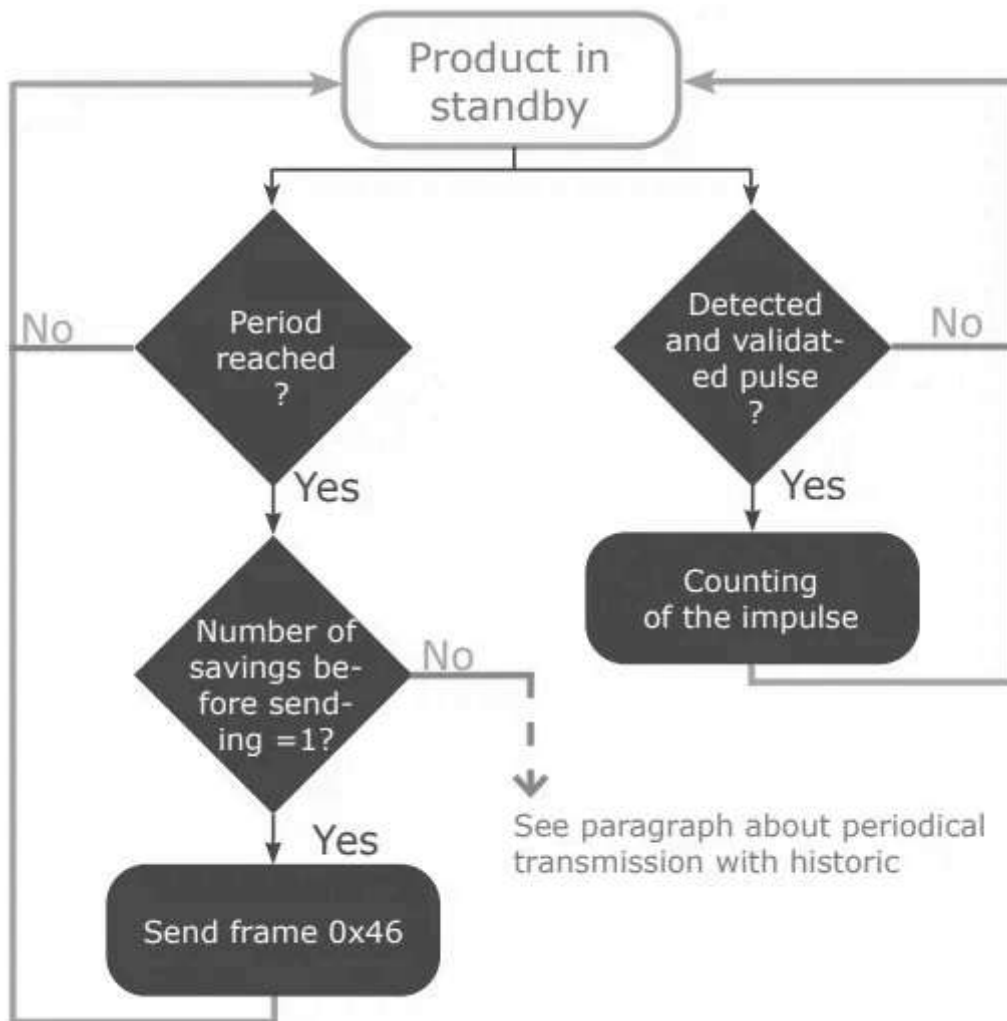 Product in
standby
No
Period
reached
?
Yes
Detected
and validat-
ed pulse
?
No
Yes
Counting
of the impulse
Number of
savings be-
fore send-
ing =1?
No
See paragraph about periodical
transmission with historic
Yes
Send frame 0x46